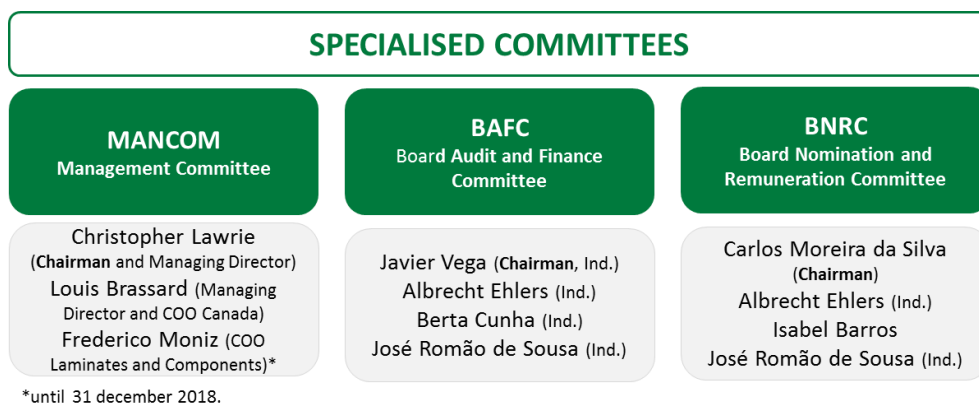 SPECIALISED COMMITTEES
MANCOM
Management Committee
Christopher Lawrie
(Chairman and Managing Director)
Louis Brassard (Managing
Director and COO Canada)
Frederico Moniz (COO
Laminates and Components)*
BAFC
Board Audit and Finance
Committee
Javier Vega (Chairman, Ind.)
Albrecht Ehlers (Ind.)
Berta Cunha (Ind.)
José Romão de Sousa (Ind.)
BNRC
Board Nomination and
Remuneration Committee
Carlos Moreira da Silva
(Chairman)
Albrecht Ehlers (Ind.)
Isabel Barros
José Romão de Sousa (Ind.)
*until 31 december 2018.